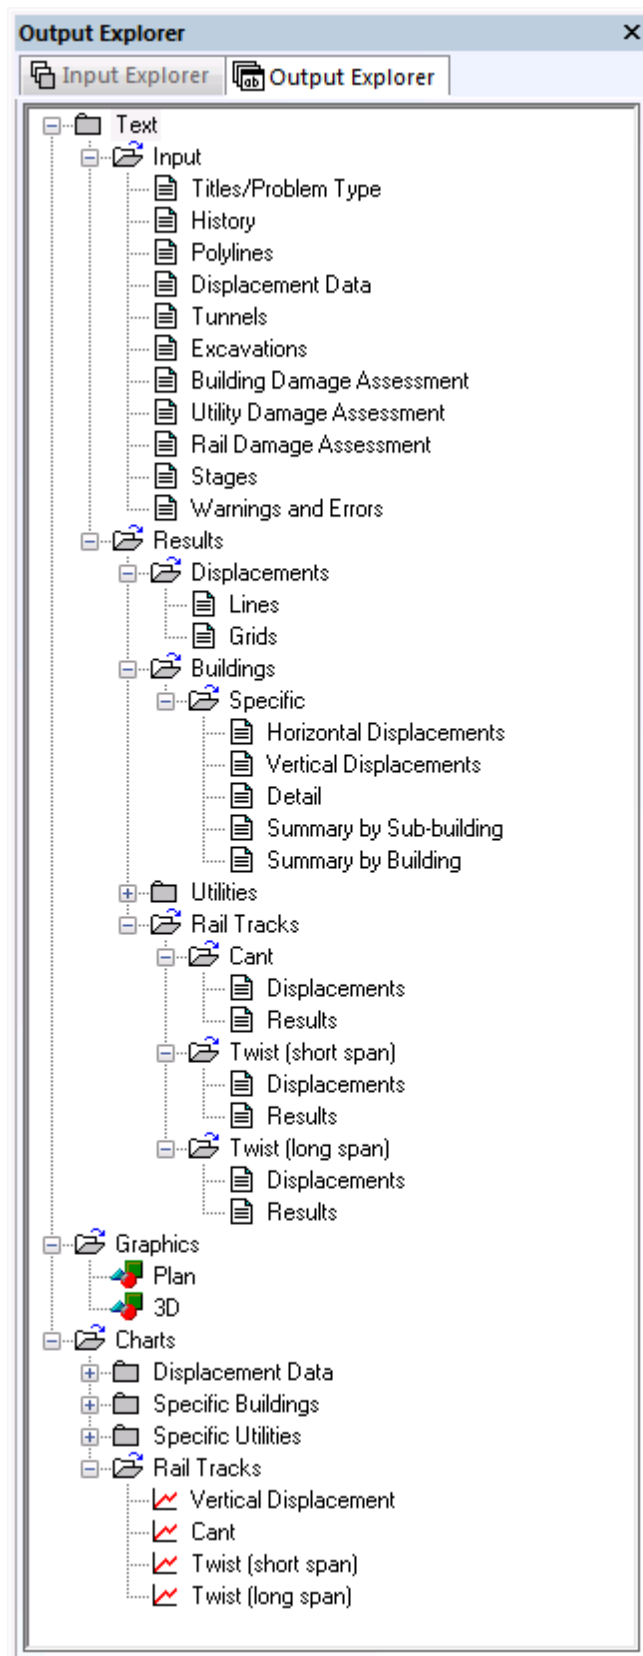 Output Explorer
Input Explorer Output Explorer
Text
Input
Titles/Problem Type
History
Polylines
Displacement Data
Tunnels
Excavations
Building Damage Assessment
Utility Damage Assessment
Rail Damage Assessment
Stages
Warnings and Errors
Results
Displacements
Lines
Grids
Buildings
Specific
Horizontal Displacements
Vertical Displacements
Detail
Summary by Sub-building
Summary by Building
Utilities
Rail Tracks
Cant
Displacements
Results
Twist (short span)
Displacements
Results
Twist (long span)
Displacements
Results
Graphics
Plan
3D
Charts
Displacement Data
Specific Buildings
Specific Utilities
Rail Tracks
Vertical Displacement
Cant
Twist (short span)
Twist (long span)